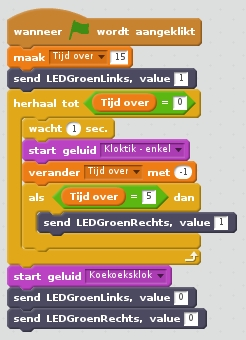 wanneer wordt aangeklikt
maak Tijd over 15
send LEDGroenLinks, value 1
herhaal tot Tijd over = 0
wacht 1 sec.
start geluid Kloktik - enkel
verander Tijd over met -1
als Tijd over = 5 dan
send LEDGroenRechts, value 1
start geluid Koekoeksklok
send LEDGroenLinks, value 0
send LEDGroenRechts, value 0